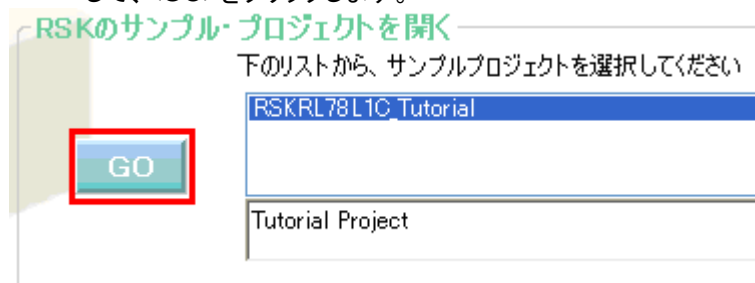 RSKのサンプル・プロジェクトを開く
下のリストから、サンプルプロジェクトを選択してください
RSKRL78L1C_Tutorial
GO
Tutorial Project